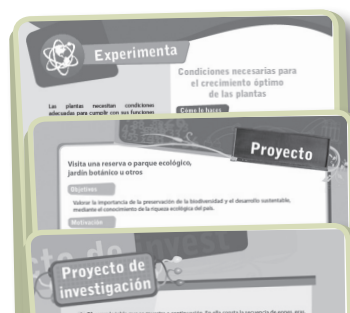 Experimenta
Condiciones necesarias para
el crecimiento óptimo
de las plantas
Las plantas necesitan condiciones
adecuadas para cumplir con sus funciones
Cómo lo haces
Proyecto
Visita una reserva o parque ecológico,
jardín botánico u otros
Objetivos
Valorar la importancia de la preservación de la biodiversidad y el desarrollo sustentable,
mediante el conocimiento de la riqueza ecológica del país.
Motivación
Proyecto de
investigación